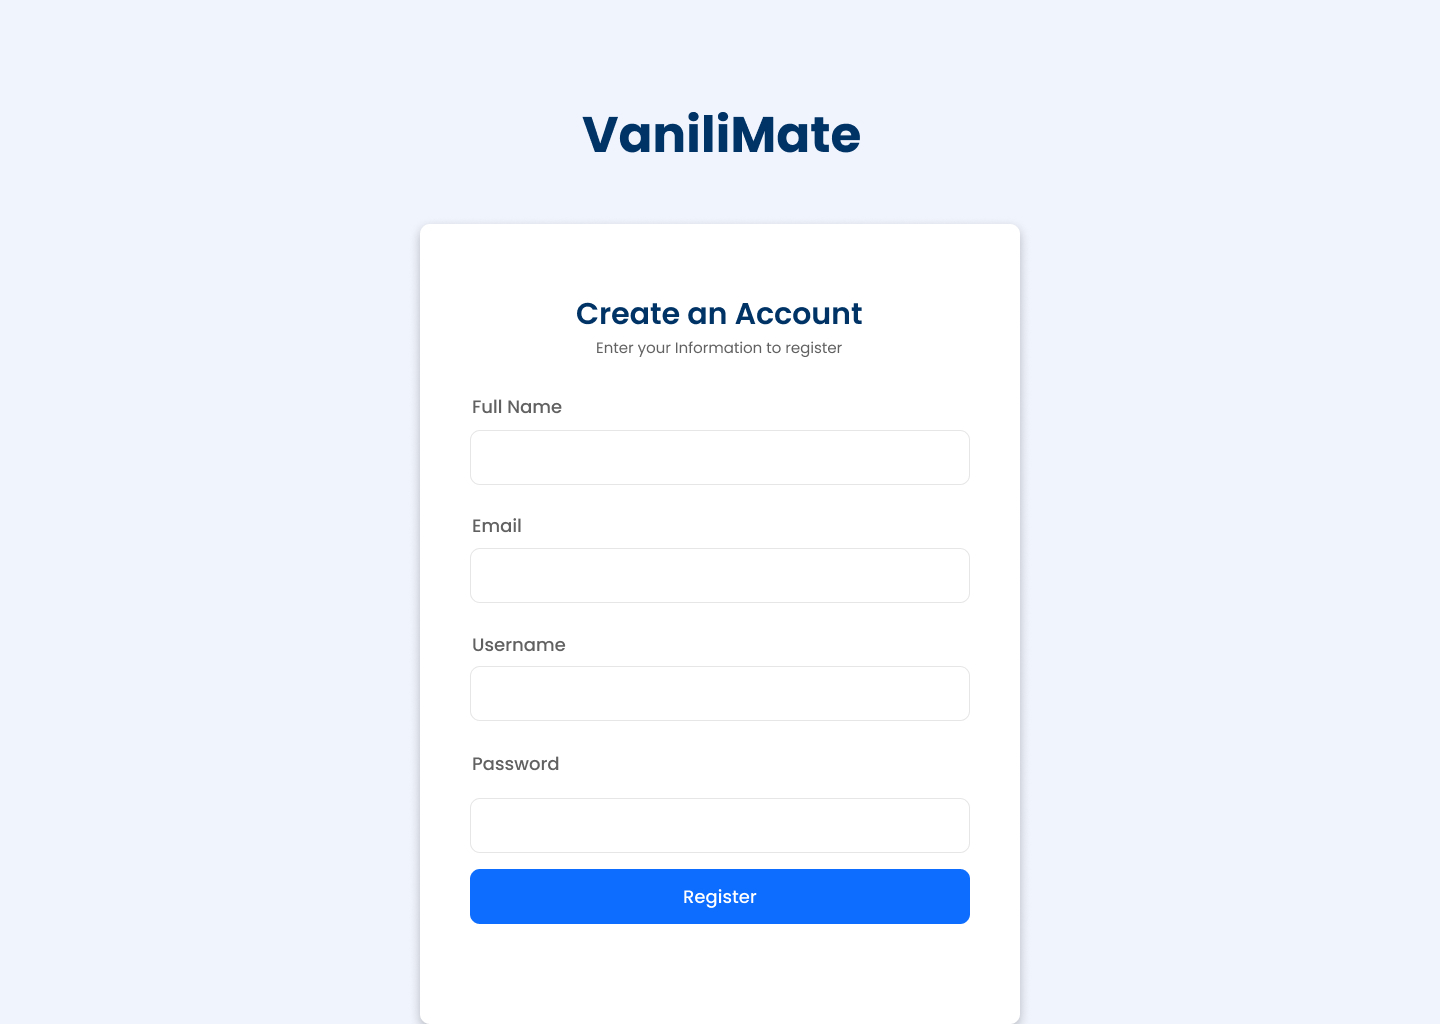 VaniliMate
Create an Account
Enter your Information to register
Full Name
Email
Username
Password
Register